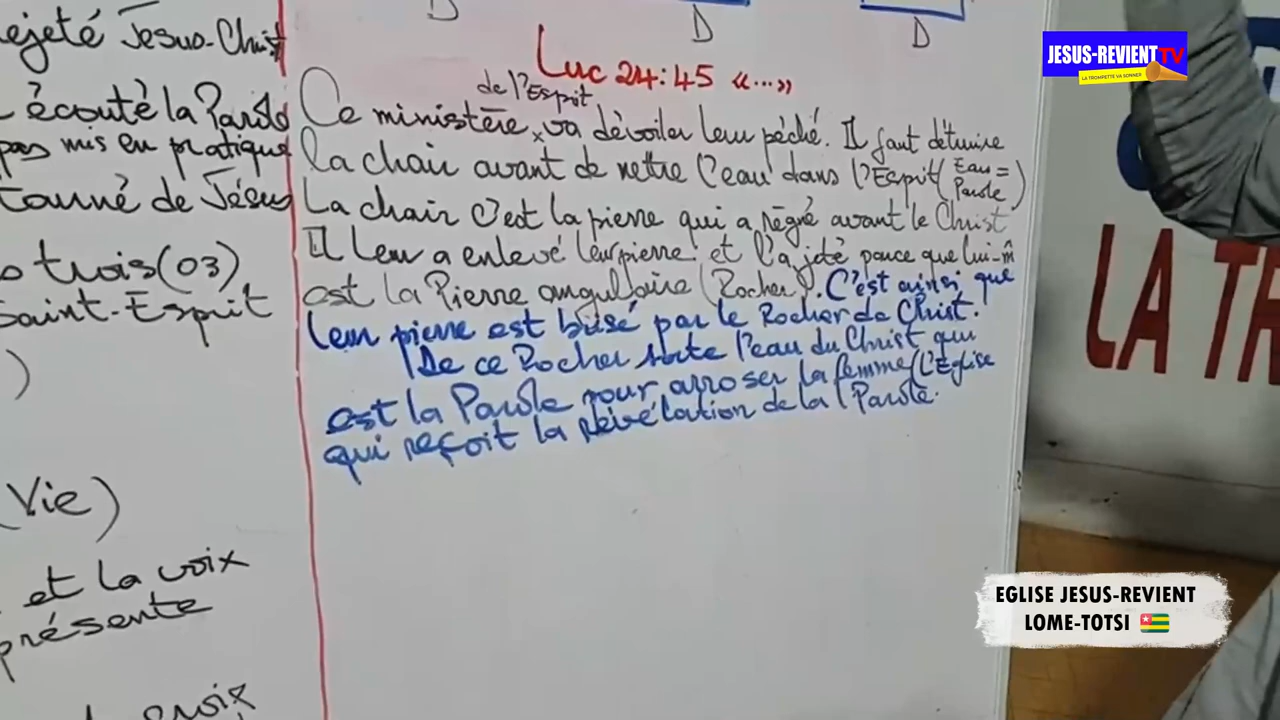 D
D
D
ejeté Jesus-Christ
écouté la Parole
pas mis en pratique
tourné de Jésus
trois (03)
Saint-Esprit
)
(Vie)
et la voix
présente
croix
Luc 24:45 «...»
de l'Esprit
Ce ministère x va dévoiler leur péché. Il faut détruire
la chair avant de mettre l'eau dans l'Esprit (Eau = Parole)
La chair c'est la pierre qui a régné avant le Christ
Il leur a enlevé leur pierre et l'a jeté parce que lui-m̂
est la Pierre angullaire (Rocher). C'est ainsi que
leur pierre est brisé par le Rocher de Christ.
De ce Rocher sorte l'eau du Christ qui
est la Parole pour arroser la femme (L'Eglise
qui reçoit la révélation de la Parole.
JESUS-REVIENT TV
LA TROMPETTE VA SONNER
LA TR
EGLISE JESUS-REVIENT
LOME-TOTSI